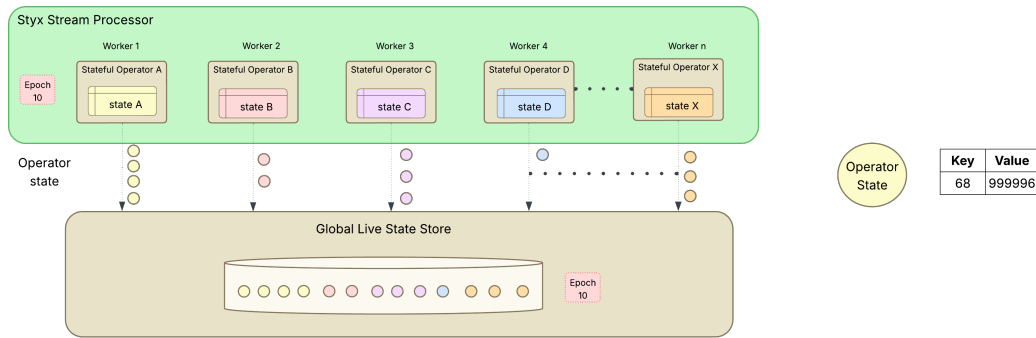 Styx Stream Processor
Worker 1
Worker 2
Worker 3
Worker 4
Worker n
Stateful Operator A
Stateful Operator B
Stateful Operator C
Stateful Operator D
Stateful Operator X
Epoch
10
state A
state B
state C
state D
state X
Operator
state
Operator
State
Key Value
68 999996
Global Live State Store
Epoch
10